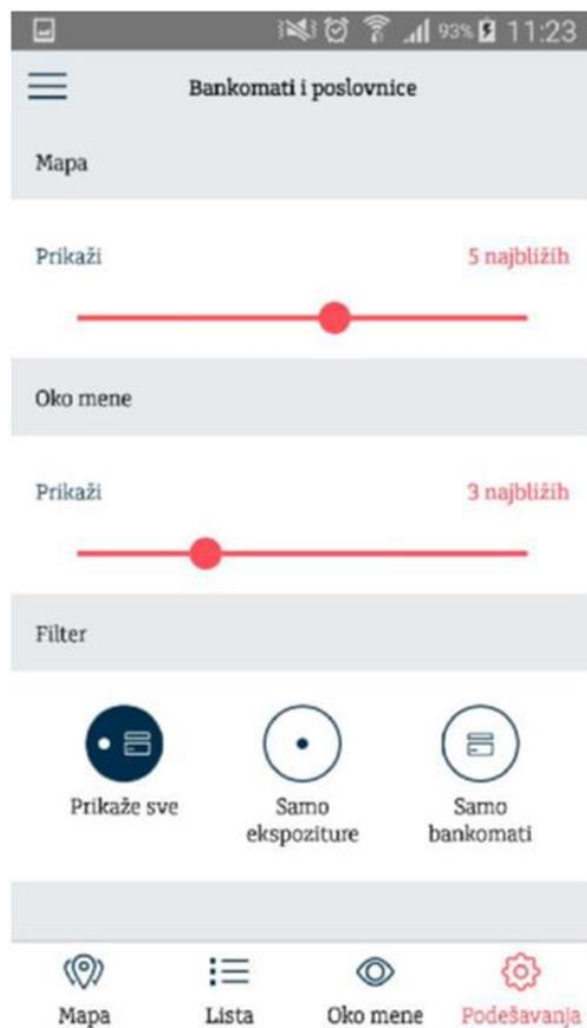 93% 11:23
Bankomati i poslovnice
Mapa
Prikaži 5 najbližih
Oko mene
Prikaži 3 najbližih
Filter
Prikaže sve Samo ekspoziture Samo bankomati
Mapa Lista Oko mene Podešavanja